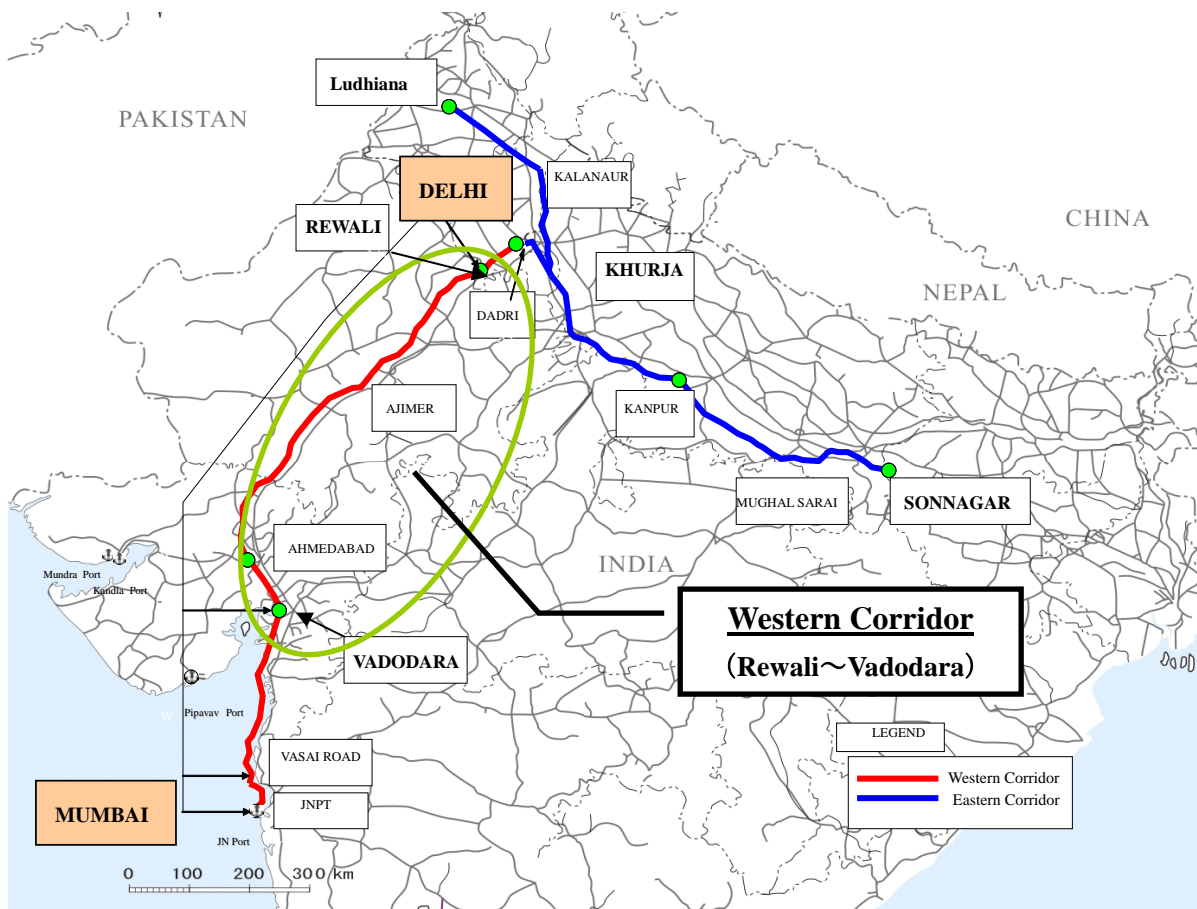 Ludhiana
PAKISTAN
DELHI
KALANAUR
REWALI
CHINA
KHURJA
NEPAL
DADRI
AJIMER
KANPUR
MUGHAL SARAI
SONNAGAR
AHMEDABAD
INDIA
Mundra Port
Kandla Port
Western Corridor
(Rewali～Vadodara)
VADODARA
W
Pipavav Port
LEGEND
VASAI ROAD
Western Corridor
Eastern Corridor
MUMBAI
JNPT
JN Port
0 100 200 300 km